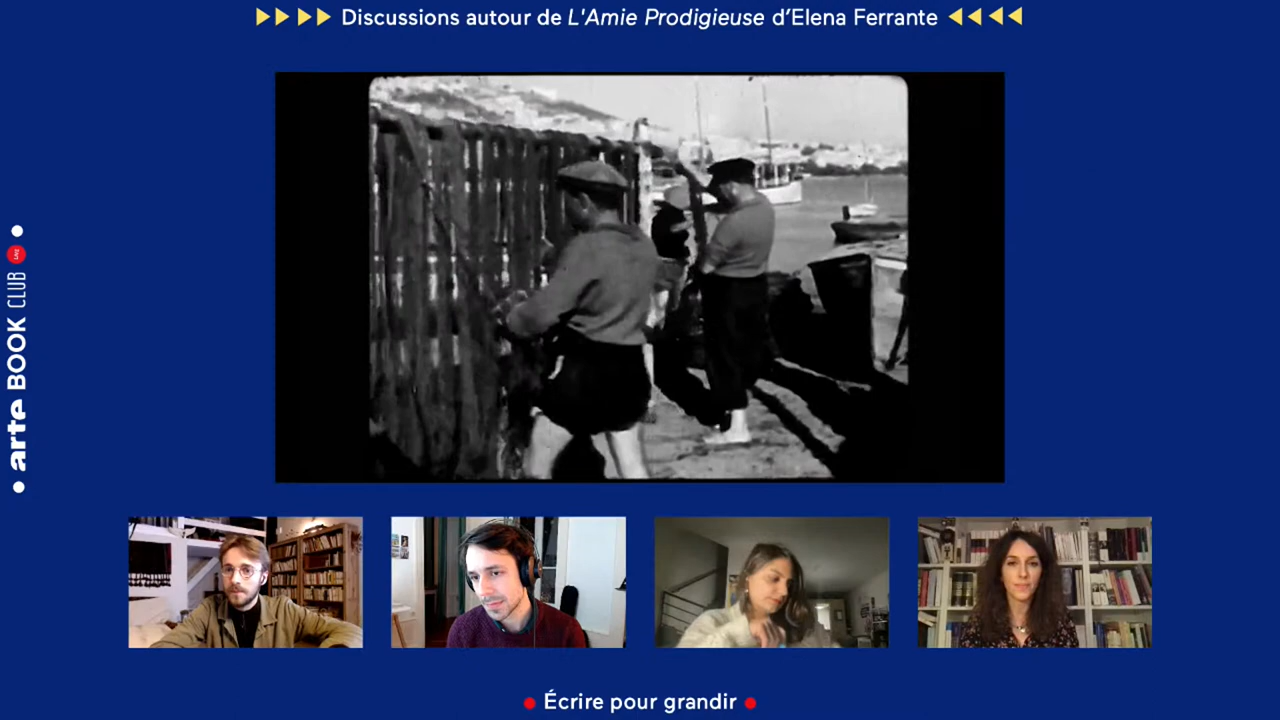 Discussions autour de L'Amie Prodigieuse d'Elena Ferrante
arte BOOK CLUB
Écrire pour grandir